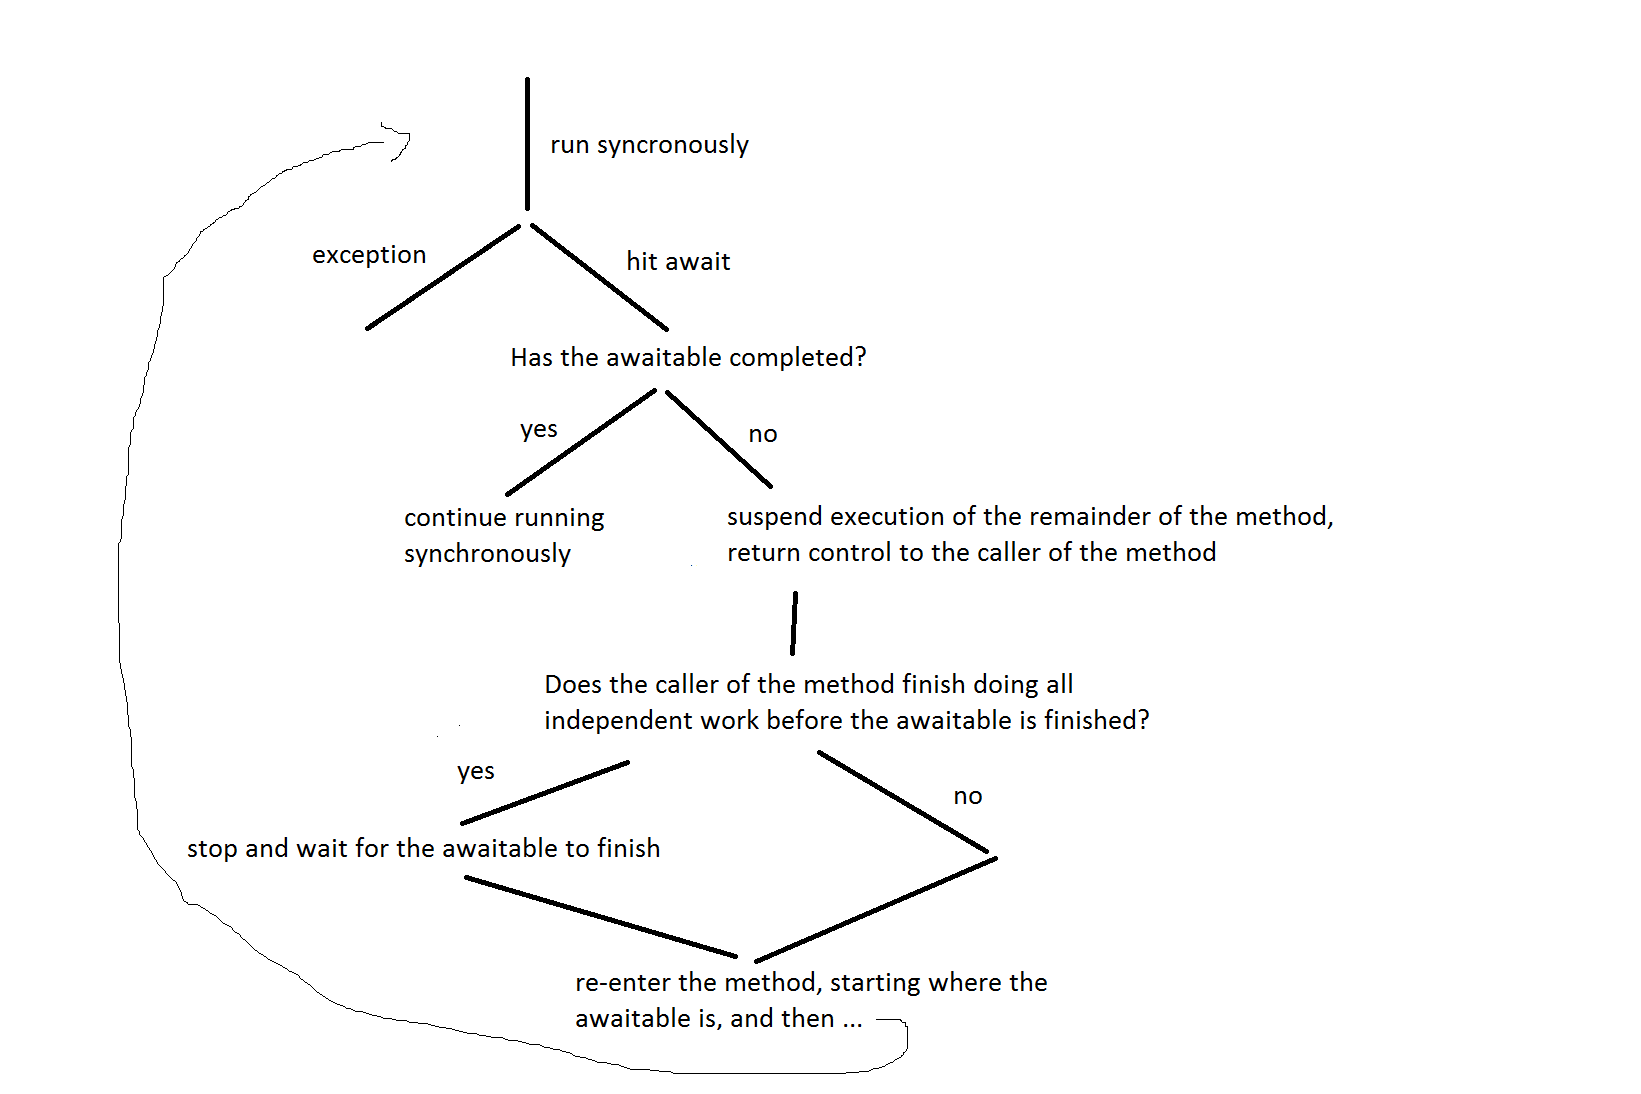 run syncronously
exception
hit await
Has the awaitable completed?
yes
no
continue running
synchronously
suspend execution of the remainder of the method,
return control to the caller of the method
Does the caller of the method finish doing all
independent work before the awaitable is finished?
yes
no
stop and wait for the awaitable to finish
re-enter the method, starting where the
awaitable is, and then ...